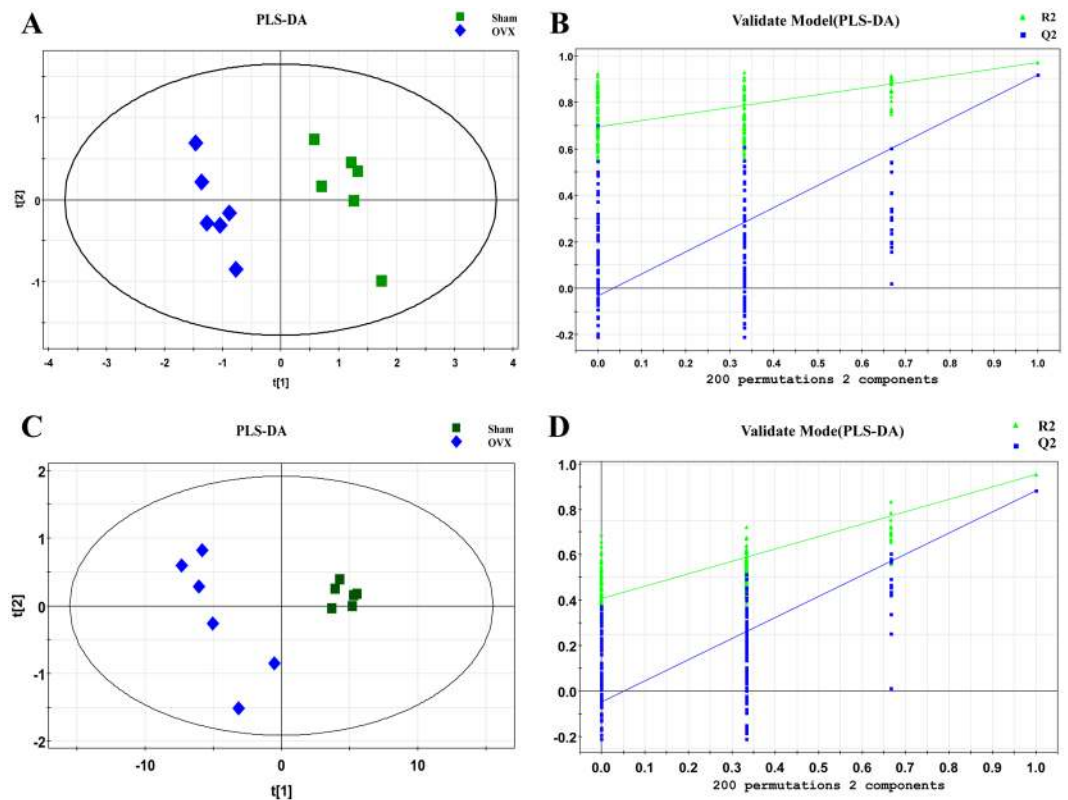 A
PLS-DA
Sham
OVX
t[2]
1
0
-1
-4 -3 -2 -1 0 1 2 3 4
t[1]
B
Validate Model(PLS-DA)
R2
Q2
1.0
0.8
0.6
0.4
0.2
0.0
-0.2
0.0 0.1 0.2 0.3 0.4 0.5 0.6 0.7 0.8 0.9 1.0
200 permutations 2 components
C
PLS-DA
Sham
OVX
t[2]
2
1
0
-1
-2
-10 0 10
t[1]
D
Validate Mode(PLS-DA)
R2
Q2
1.0
0.8
0.6
0.4
0.2
0.0
-0.2
0.0 0.1 0.2 0.3 0.4 0.5 0.6 0.7 0.8 0.9 1.0
200 permutations 2 components